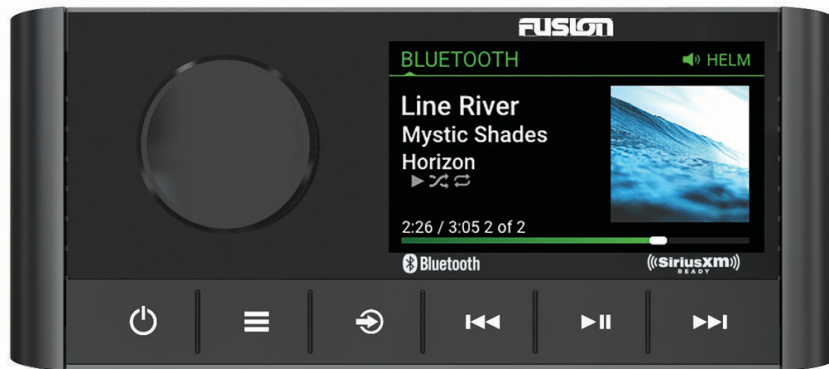 FUSION
BLUETOOTH HELM
Line River
Mystic Shades
Horizon
2:26 / 3:05 2 of 2
Bluetooth
((SiriusXM))
READY